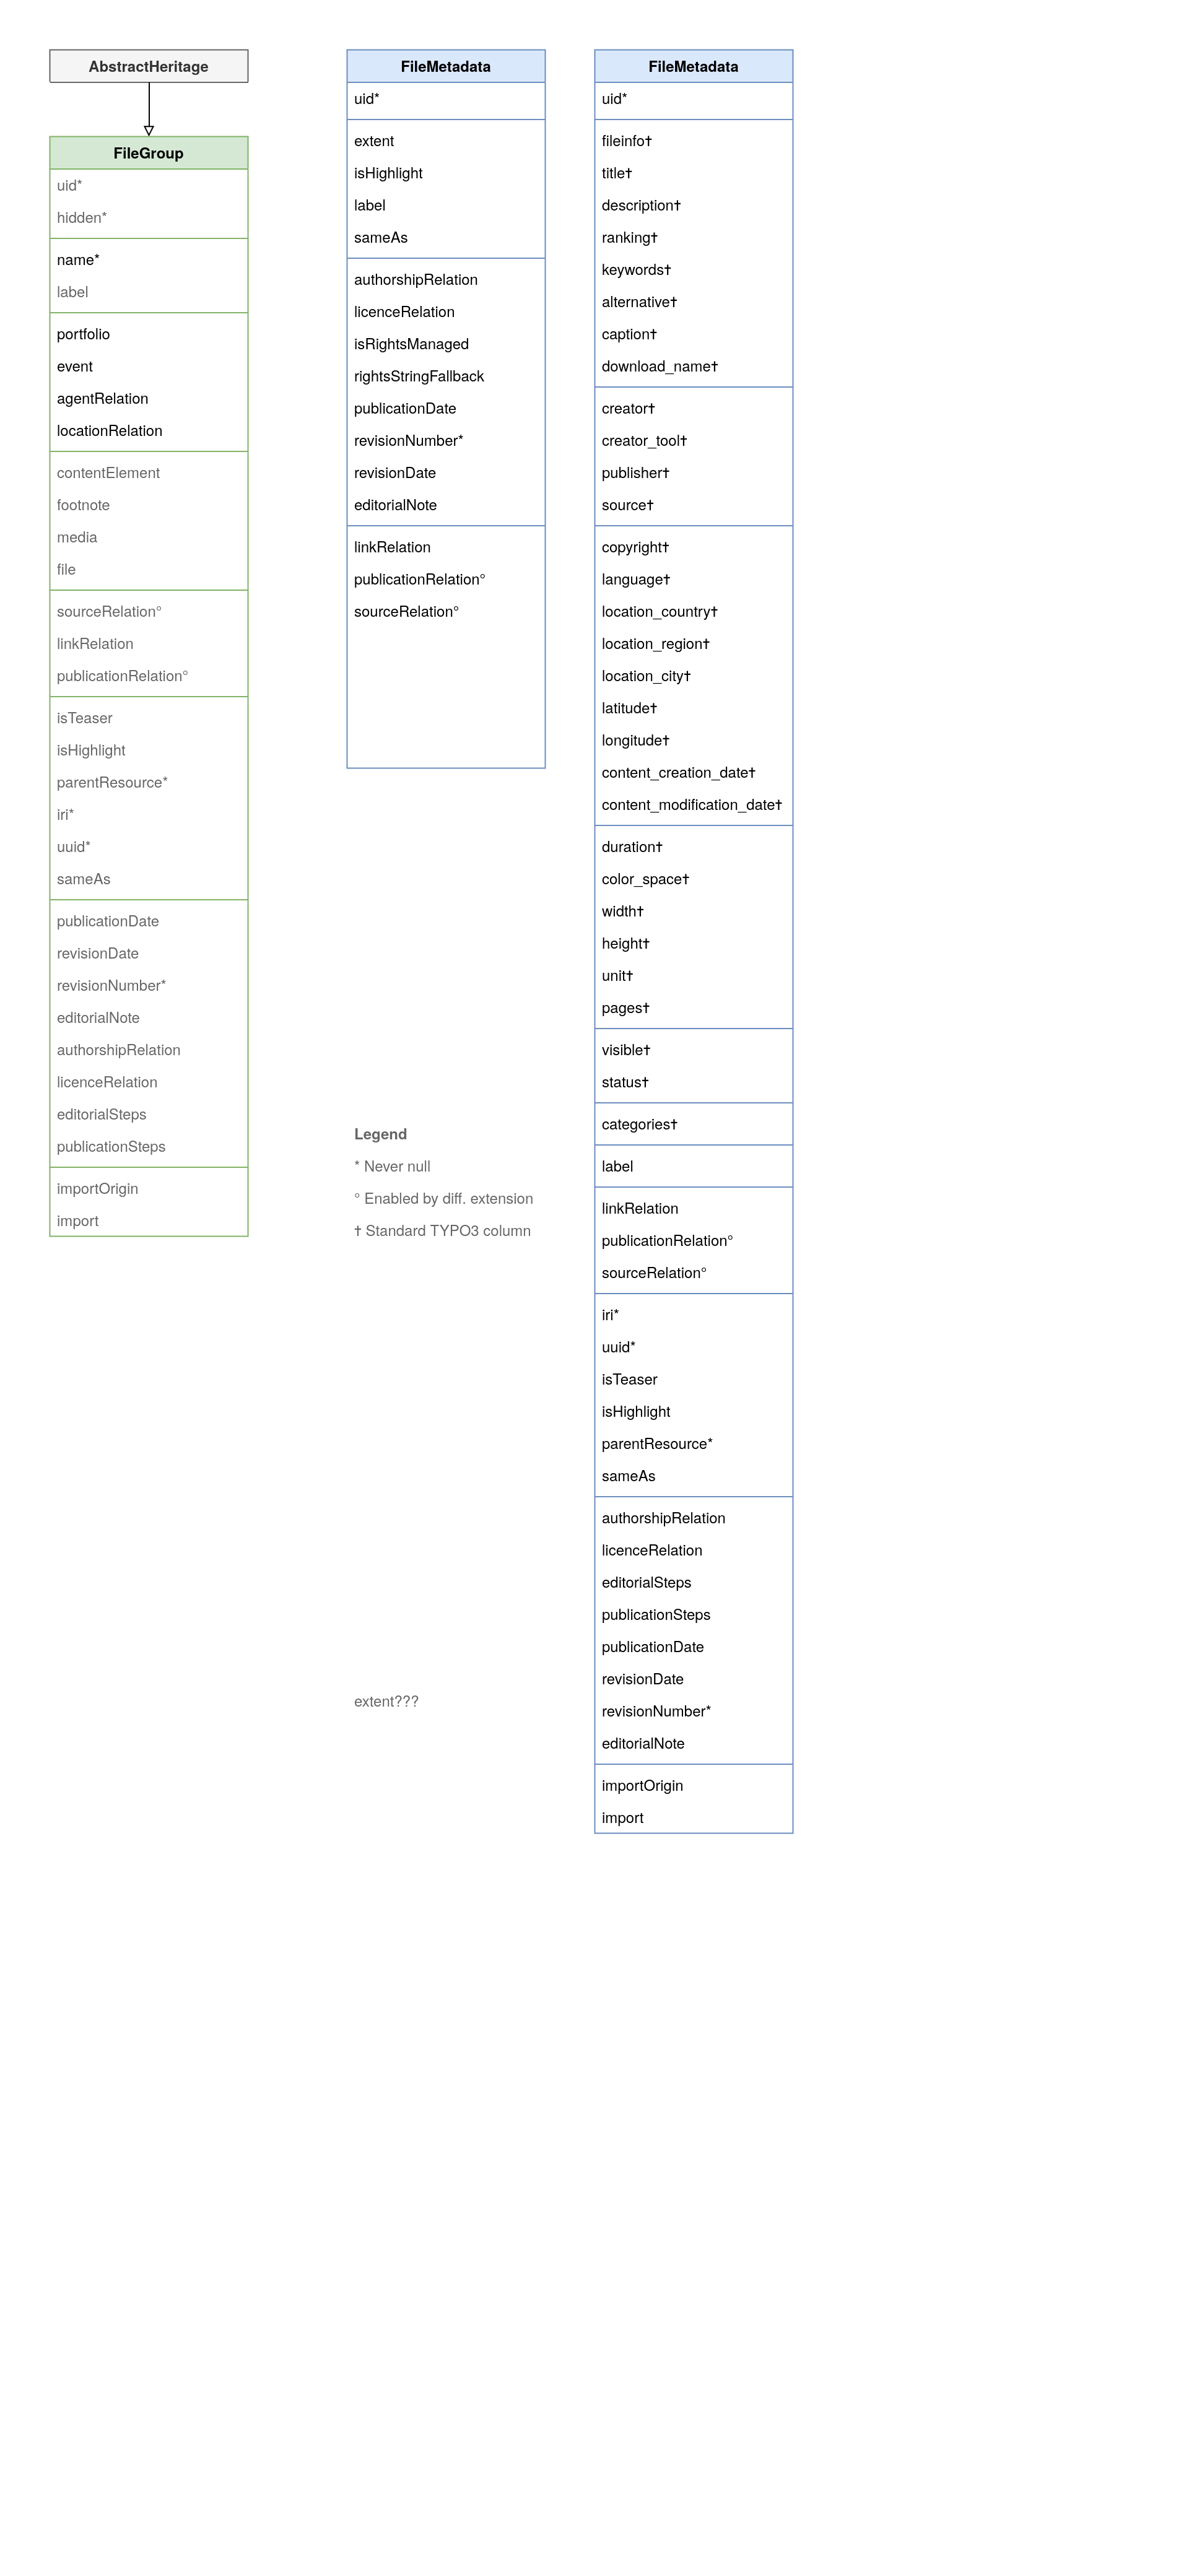 AbstractHeritage
FileGroup
uid*
hidden*
name*
label
portfolio
event
agentRelation
locationRelation
contentElement
footnote
media
file
sourceRelation°
linkRelation
publicationRelation°
isTeaser
isHighlight
parentResource*
iri*
uuid*
sameAs
publicationDate
revisionDate
revisionNumber*
editorialNote
authorshipRelation
licenceRelation
editorialSteps
publicationSteps
importOrigin
import
FileMetadata
uid*
extent
isHighlight
label
sameAs
authorshipRelation
licenceRelation
isRightsManaged
rightsStringFallback
publicationDate
revisionNumber*
revisionDate
editorialNote
linkRelation
publicationRelation°
sourceRelation°
Legend
* Never null
° Enabled by diff. extension
† Standard TYPO3 column
extent???
FileMetadata
uid*
fileinfo†
title†
description†
ranking†
keywords†
alternative†
caption†
download_name†
creator†
creator_tool†
publisher†
source†
copyright†
language†
location_country†
location_region†
location_city†
latitude†
longitude†
content_creation_date†
content_modification_date†
duration†
color_space†
width†
height†
unit†
pages†
visible†
status†
categories†
label
linkRelation
publicationRelation°
sourceRelation°
iri*
uuid*
isTeaser
isHighlight
parentResource*
sameAs
authorshipRelation
licenceRelation
editorialSteps
publicationSteps
publicationDate
revisionDate
revisionNumber*
editorialNote
importOrigin
import